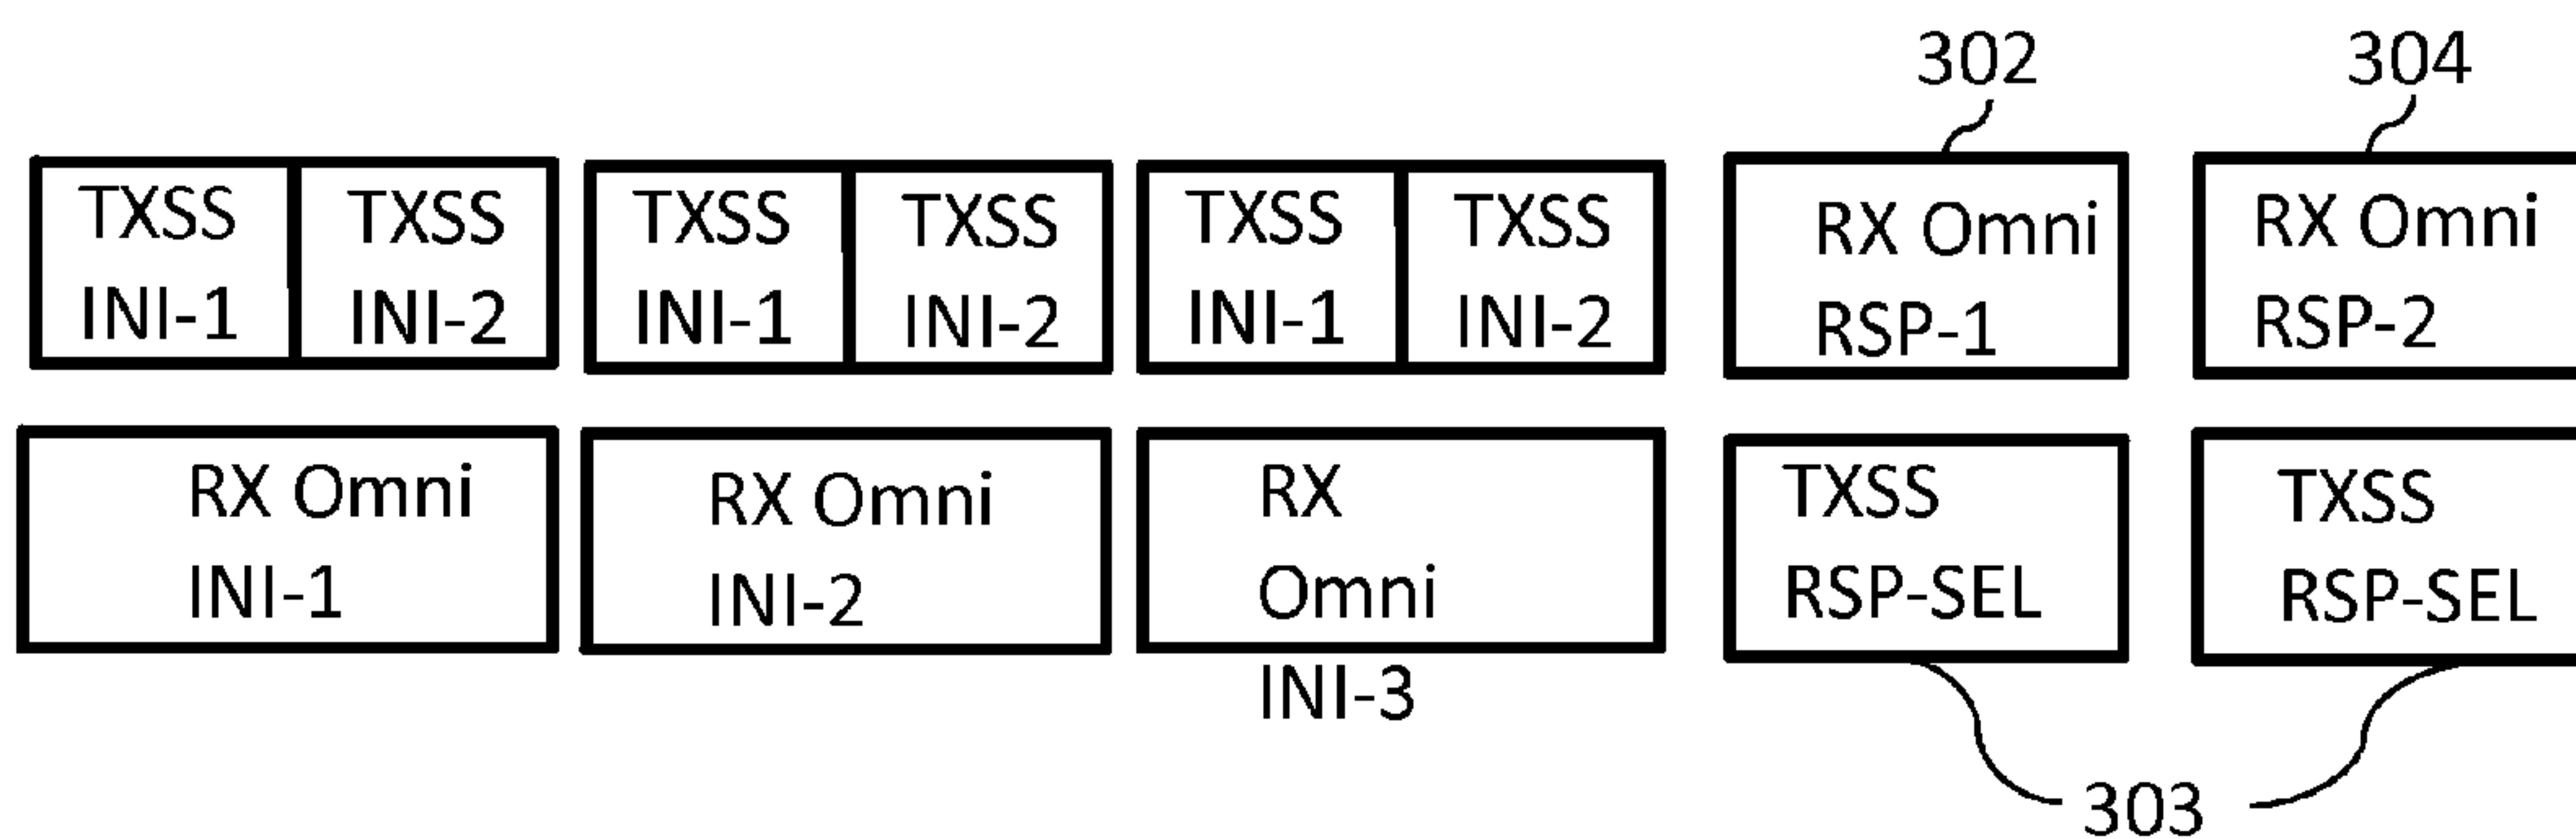 302 304
TXSS TXSS TXSS TXSS TXSS TXSS RX Omni RX Omni
INI-1 INI-2 INI-1 INI-2 INI-1 INI-2 RSP-1 RSP-2
RX Omni RX Omni RX TXSS TXSS
INI-1 INI-2 Omni RSP-SEL RSP-SEL
INI-3
303